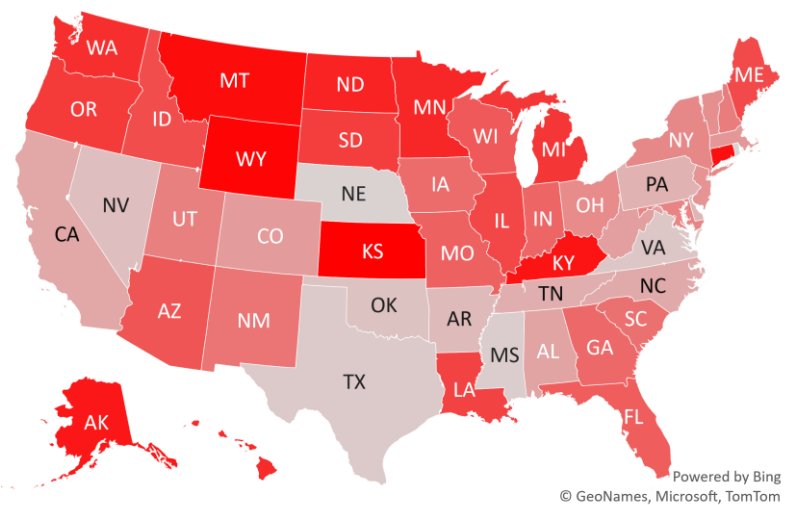 WA
ME
MT
ND
MN
OR
ID
SD
WI
NY
MI
WY
IA
PA
NE
NV
IL
IN
OH
UT
CO
CA
KS
MO
KY
VA
NC
TN
OK
AR
SC
AZ
NM
MS
AL
GA
TX
LA
FL
AK
Powered by Bing
© GeoNames, Microsoft, TomTom